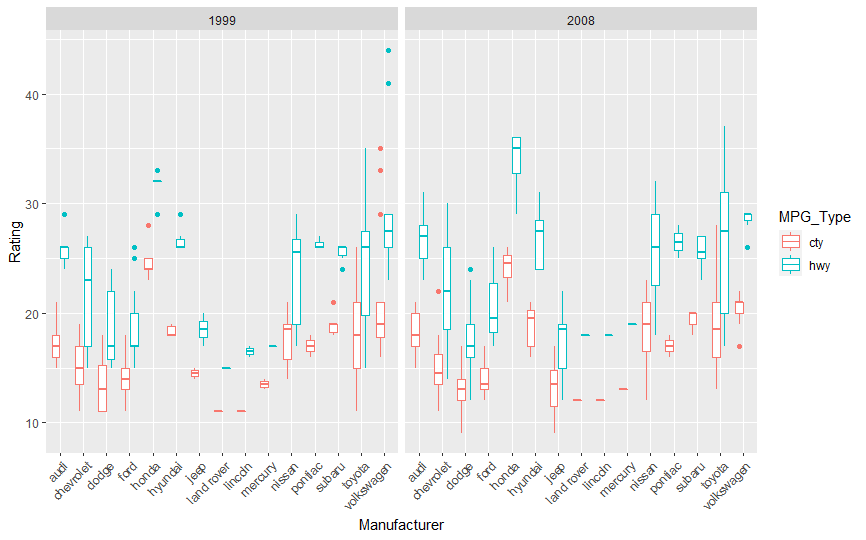 1999
2008
Rating
40
30
20
10
audi
chevrolet
dodge
ford
honda
hyundai
jeep
land rover
lincoln
mercury
nissan
pontiac
subaru
toyota
volkswagen
audi
chevrolet
dodge
ford
honda
hyundai
jeep
land rover
lincoln
mercury
nissan
pontiac
subaru
toyota
volkswagen
Manufacturer
MPG_Type
cty
hwy